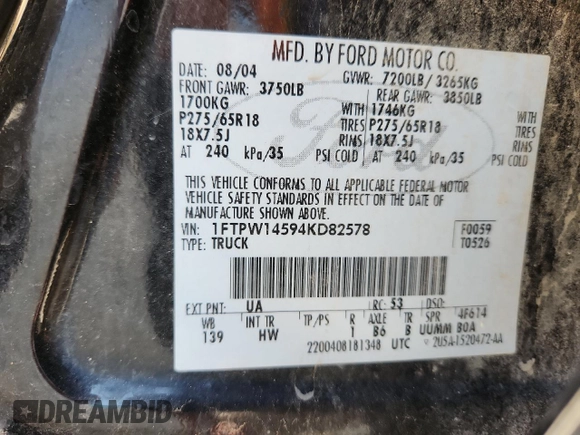 MFD. BY FORD MOTOR CO.
DATE: 08/04 GVWR: 7200LB/ 3265KG
FRONT GAWR: 3750LB REAR GAWR: 3850LB
1700KG WITH 1746KG WITH
P275/65R18 TIRES P275/65R18 TIRES
18X7.5J RIMS 18X7.5J RIMS
AT 240 kPa/35 PSI COLD AT 240 kPa/35 PSI COLD
Ford
THIS VEHICLE CONFORMS TO ALL APPLICABLE FEDERAL MOTOR
VEHICLE SAFETY STANDARDS IN EFFECT ON THE DATE OF
MANUFACTURE SHOWN ABOVE.
VIN: 1FTPW14594KD82578 F0059
TYPE: TRUCK T0526
EXT PNT: UA RC: 53 DSO:
WB INT TR TP/PS R AXLE TR SPR 4F614
139 HW 1 B6 B UUMM BOA
2200408181348 UTC 2U5A-1520472-AA
DREAMBID